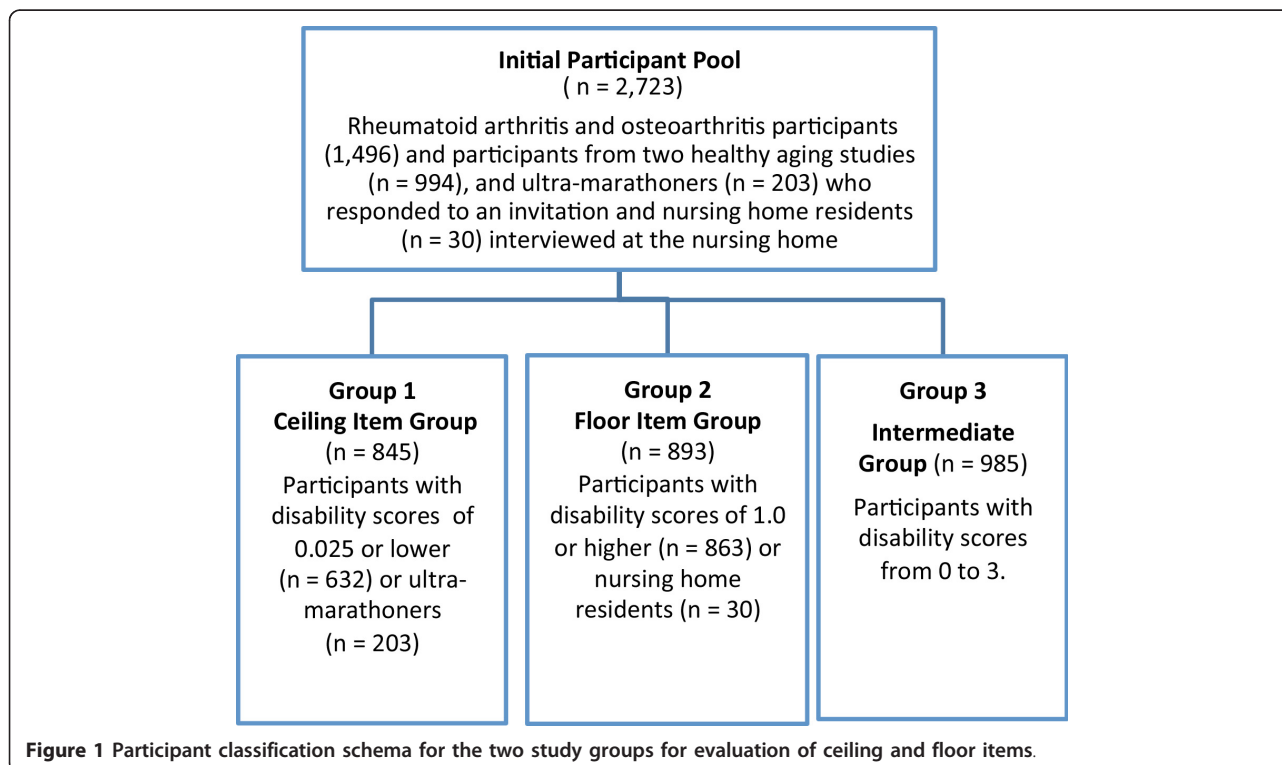 Initial Participant Pool
( n = 2,723)
Rheumatoid arthritis and osteoarthritis participants
(1,496) and participants from two healthy aging studies
(n = 994), and ultra-marathoners (n = 203) who
responded to an invitation and nursing home residents
(n = 30) interviewed at the nursing home
Group 1
Ceiling Item Group
(n = 845)
Participants with
disability scores of
0.025 or lower
(n = 632) or ultra-
marathoners
(n = 203)
Group 2
Floor Item Group
(n = 893)
Participants with
disability scores of 1.0
or higher (n = 863) or
nursing home
residents (n = 30)
Group 3
Intermediate
Group (n = 985)
Participants with
disability scores
from 0 to 3.
Figure 1 Participant classification schema for the two study groups for evaluation of ceiling and floor items.